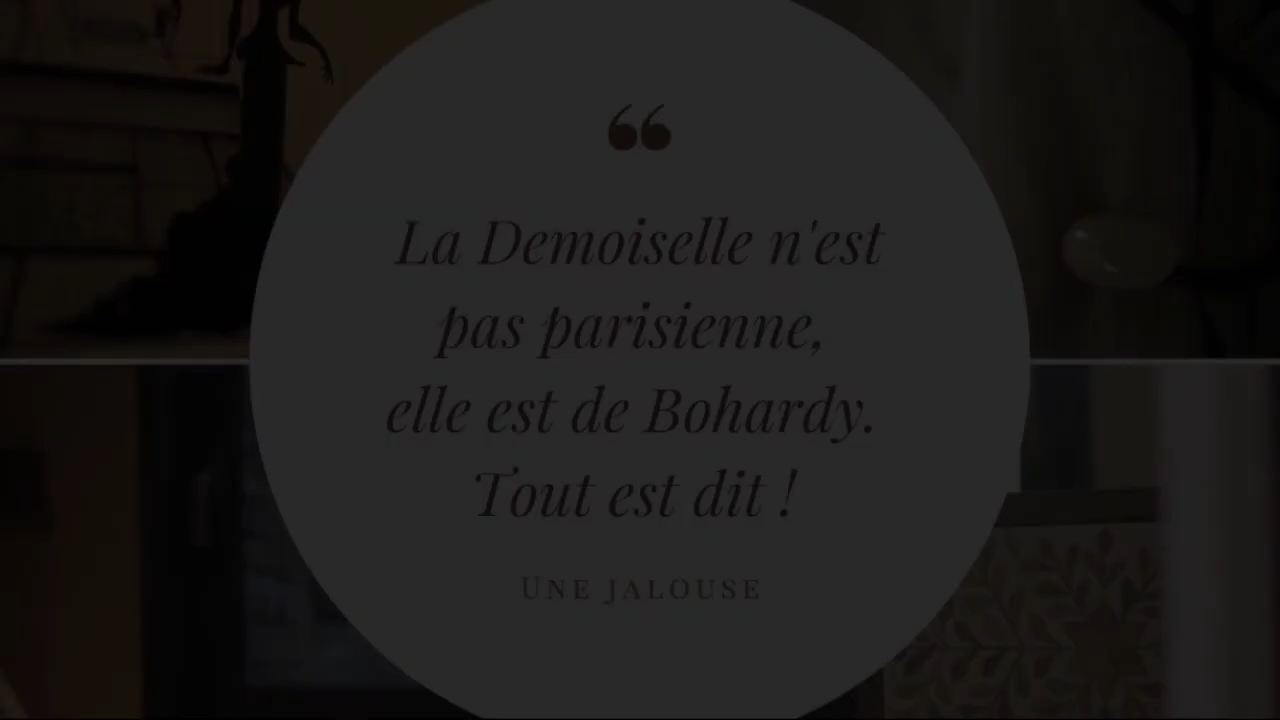 ❝
La Demoiselle n'est
pas parisienne,
elle est de Bohardy.
Tout est dit !
Une jalouse